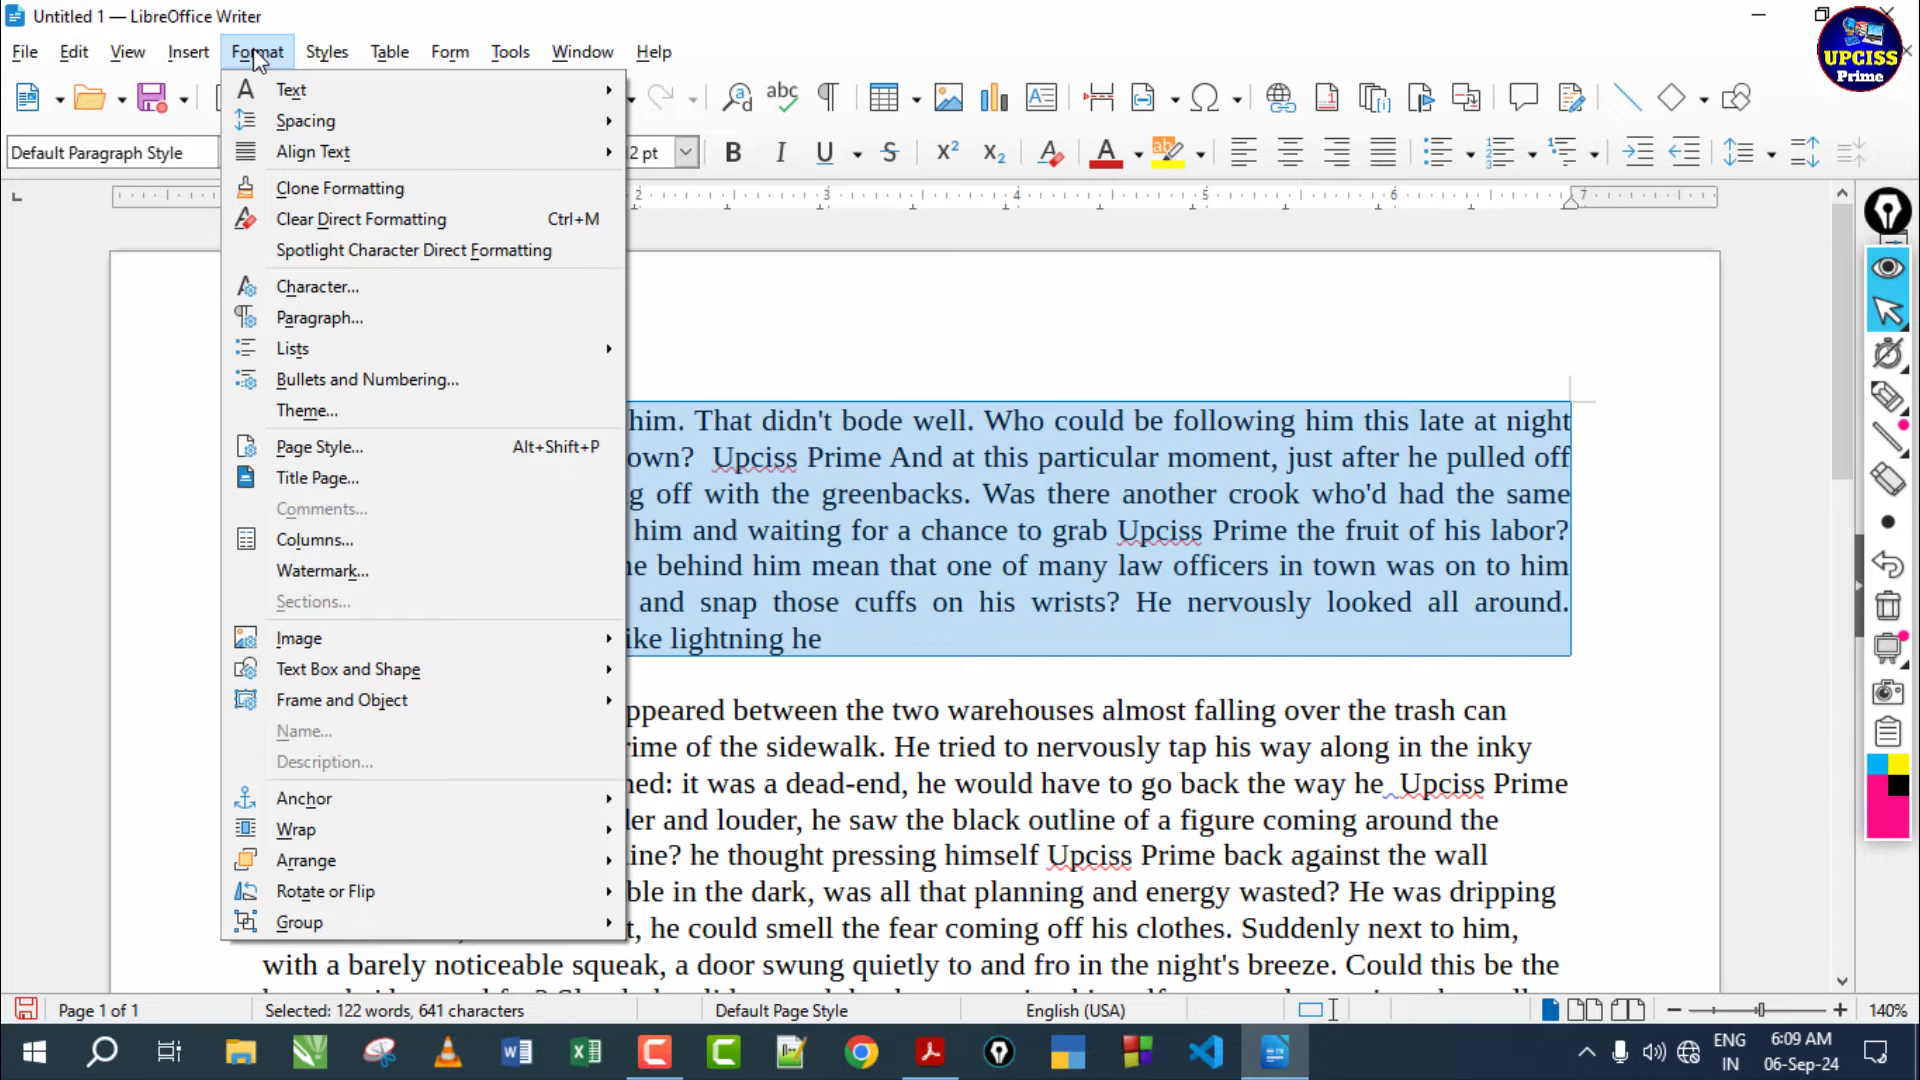 Untitled 1 — LibreOffice Writer
File Edit View Insert Format Styles Table Form Tools Window Help
UPCISS
Prime
Default Paragraph Style
2 pt
Text
Spacing
Align Text
Clone Formatting
Clear Direct Formatting Ctrl+M
Spotlight Character Direct Formatting
Character...
Paragraph...
Lists
Bullets and Numbering...
Theme...
Page Style... Alt+Shift+P
Title Page...
Comments...
Columns...
Watermark...
Sections...
Image
Text Box and Shape
Frame and Object
Name...
Description...
Anchor
Wrap
Arrange
Rotate or Flip
Group
2 3 4 5 6 7
him. That didn't bode well. Who could be following him this late at night
own? Upciss Prime And at this particular moment, just after he pulled off
g off with the greenbacks. Was there another crook who'd had the same
him and waiting for a chance to grab Upciss Prime the fruit of his labor?
e behind him mean that one of many law officers in town was on to him
and snap those cuffs on his wrists? He nervously looked all around.
ike lightning he
ppeared between the two warehouses almost falling over the trash can
rime of the sidewalk. He tried to nervously tap his way along in the inky
ned: it was a dead-end, he would have to go back the way he Upciss Prime
er and louder, he saw the black outline of a figure coming around the
ine? he thought pressing himself Upciss Prime back against the wall
ble in the dark, was all that planning and energy wasted? He was dripping
t, he could smell the fear coming off his clothes. Suddenly next to him,
with a barely noticeable squeak, a door swung quietly to and fro in the night's breeze. Could this be the
Page 1 of 1 Selected: 122 words, 641 characters Default Page Style English (USA) 140%
ENG
IN
6:09 AM
06-Sep-24